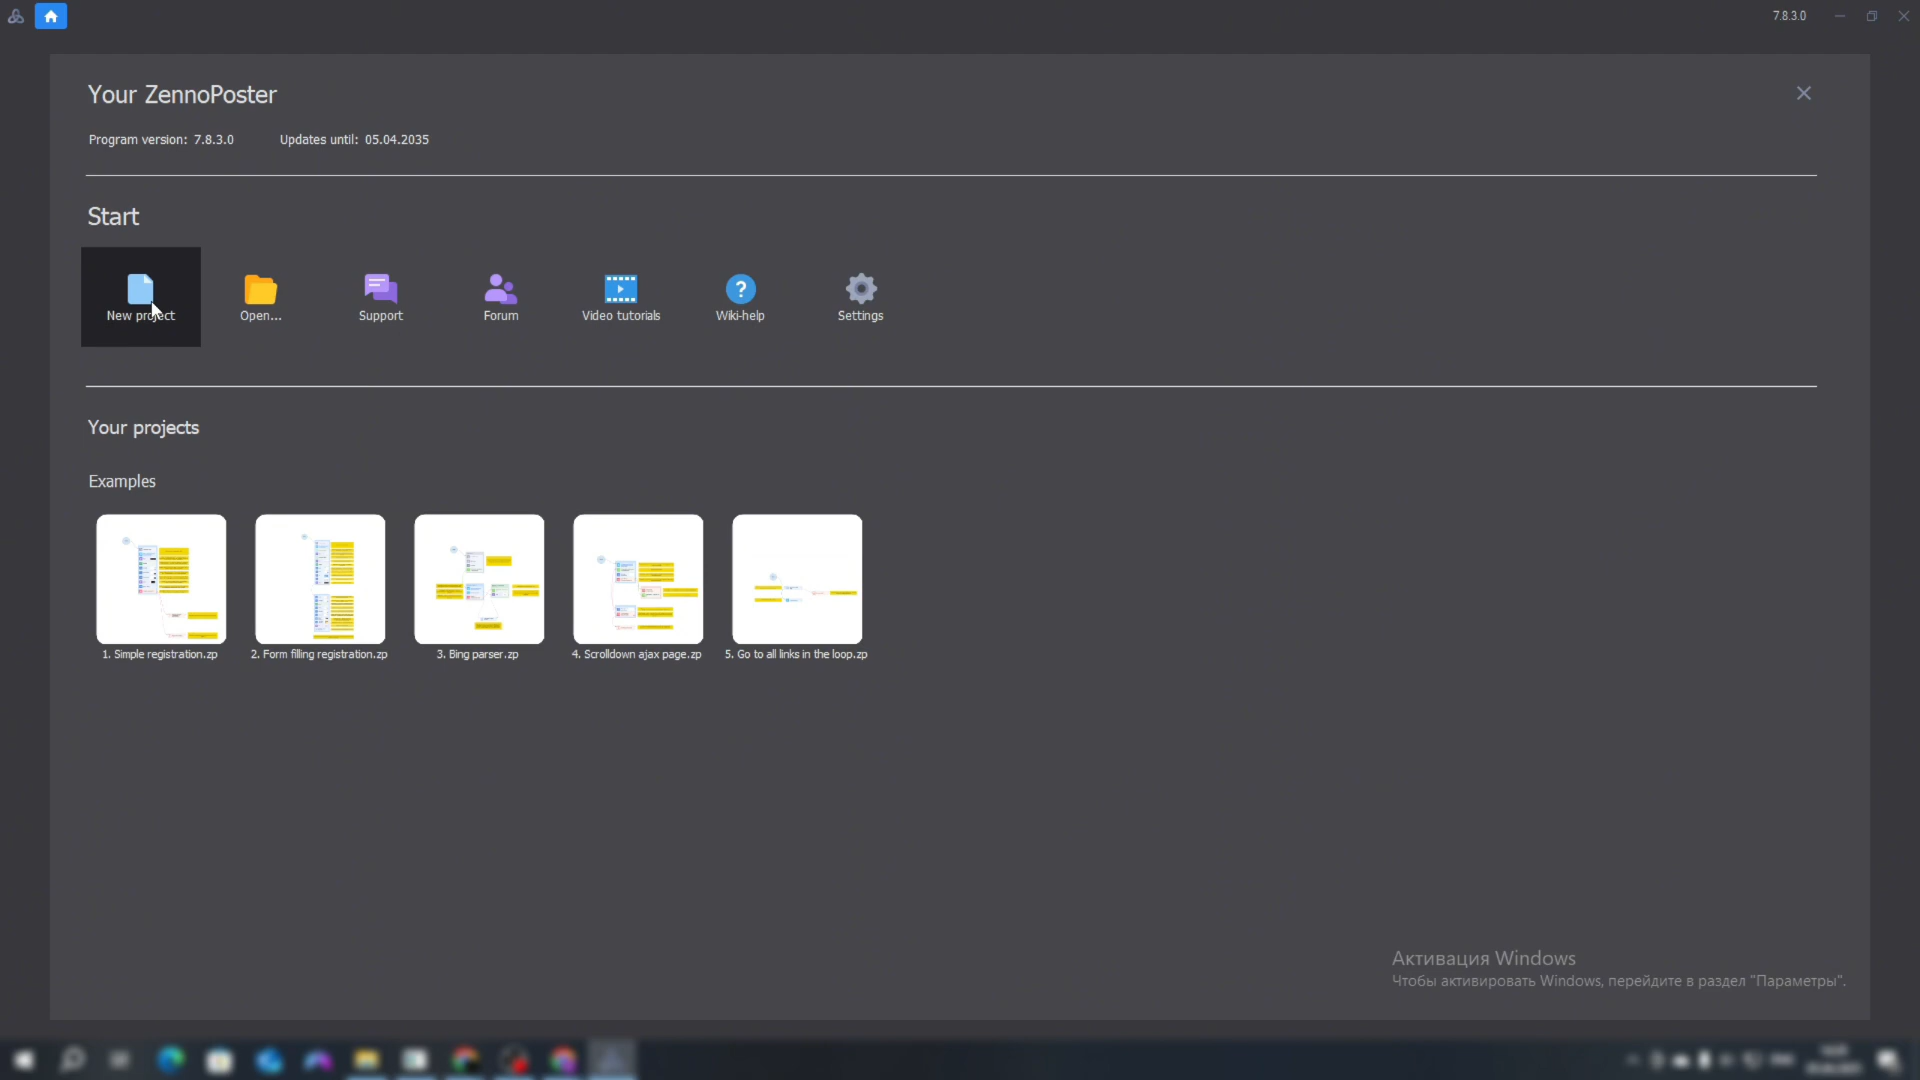 7.8.3.0
Your ZennoPoster
Program version: 7.8.3.0 Updates until: 05.04.2035
Start
New project Open... Support Forum Video tutorials Wiki-help Settings
Your projects
Examples
1. Simple registration.zp 2. Form filling registration.zp 3. Bing parser.zp 4. Scrolldown ajax page.zp 5. Go to all links in the loop.zp
Активация Windows
Чтобы активировать Windows, перейдите в раздел "Параметры".